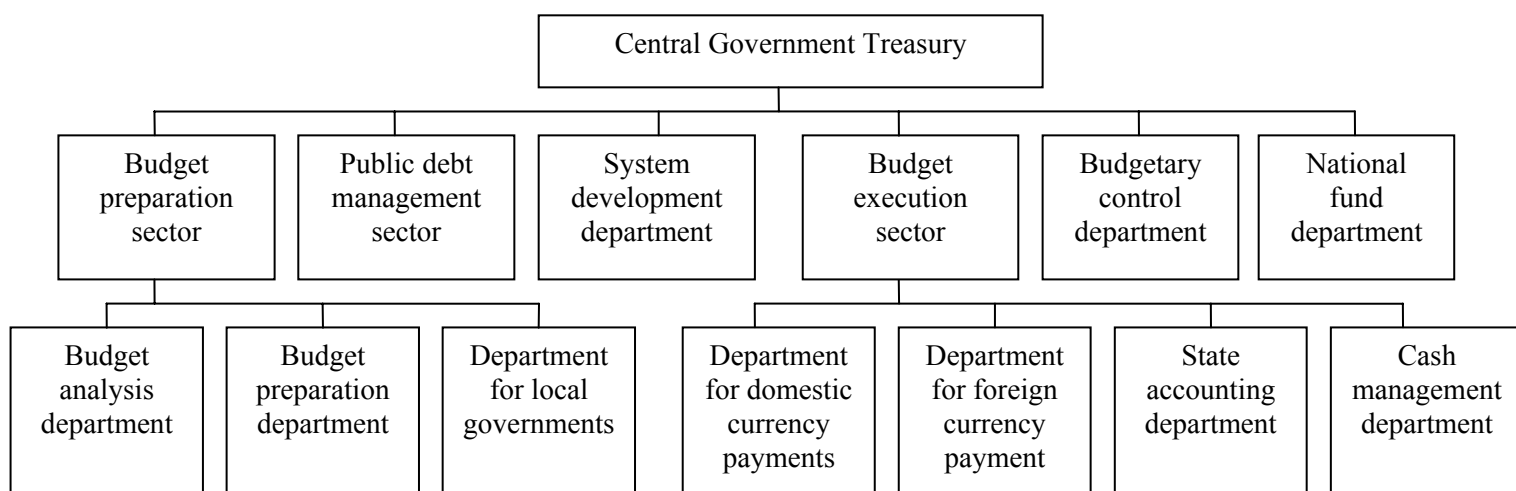 Central Government Treasury
Budget
preparation
sector
Public debt
management
sector
System
development
department
Budget
execution
sector
Budgetary
control
department
National
fund
department
Budget
analysis
department
Budget
preparation
department
Department
for local
governments
Department
for domestic
currency
payments
Department
for foreign
currency
payment
State
accounting
department
Cash
management
department